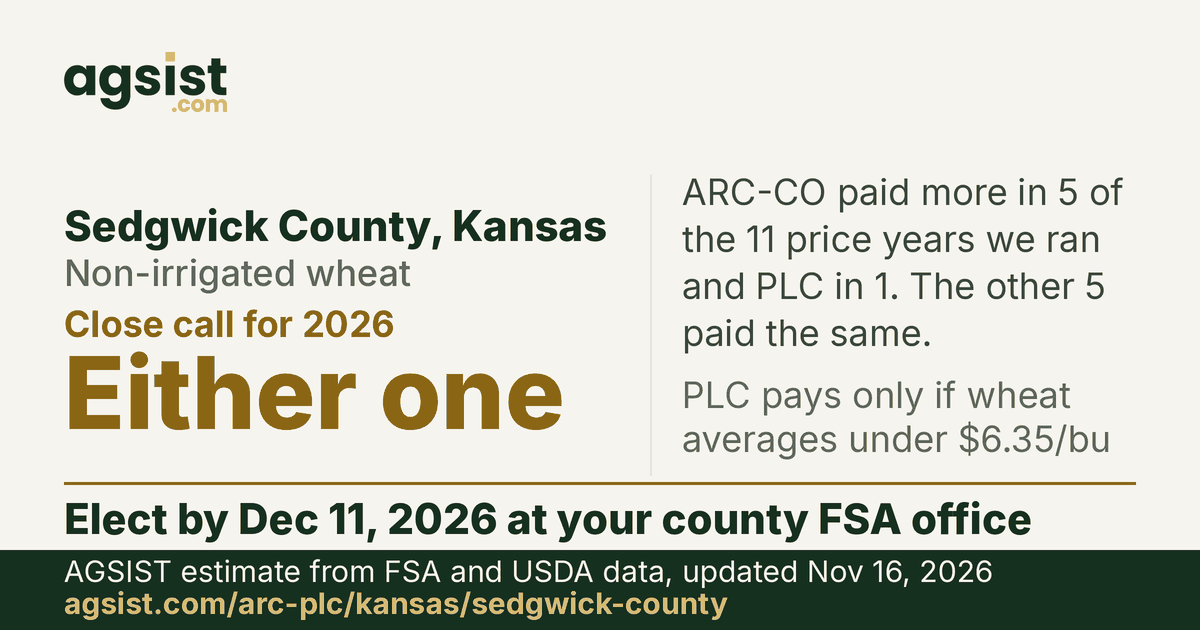 agsist
.com
Sedgwick County, Kansas
Non-irrigated wheat
Close call for 2026
Either one
ARC-CO paid more in 5 of
the 11 price years we ran
and PLC in 1. The other 5
paid the same.
PLC pays only if wheat
averages under $6.35/bu
Elect by Dec 11, 2026 at your county FSA office
AGSIST estimate from FSA and USDA data, updated Nov 16, 2026
agsist.com/arc-plc/kansas/sedgwick-county